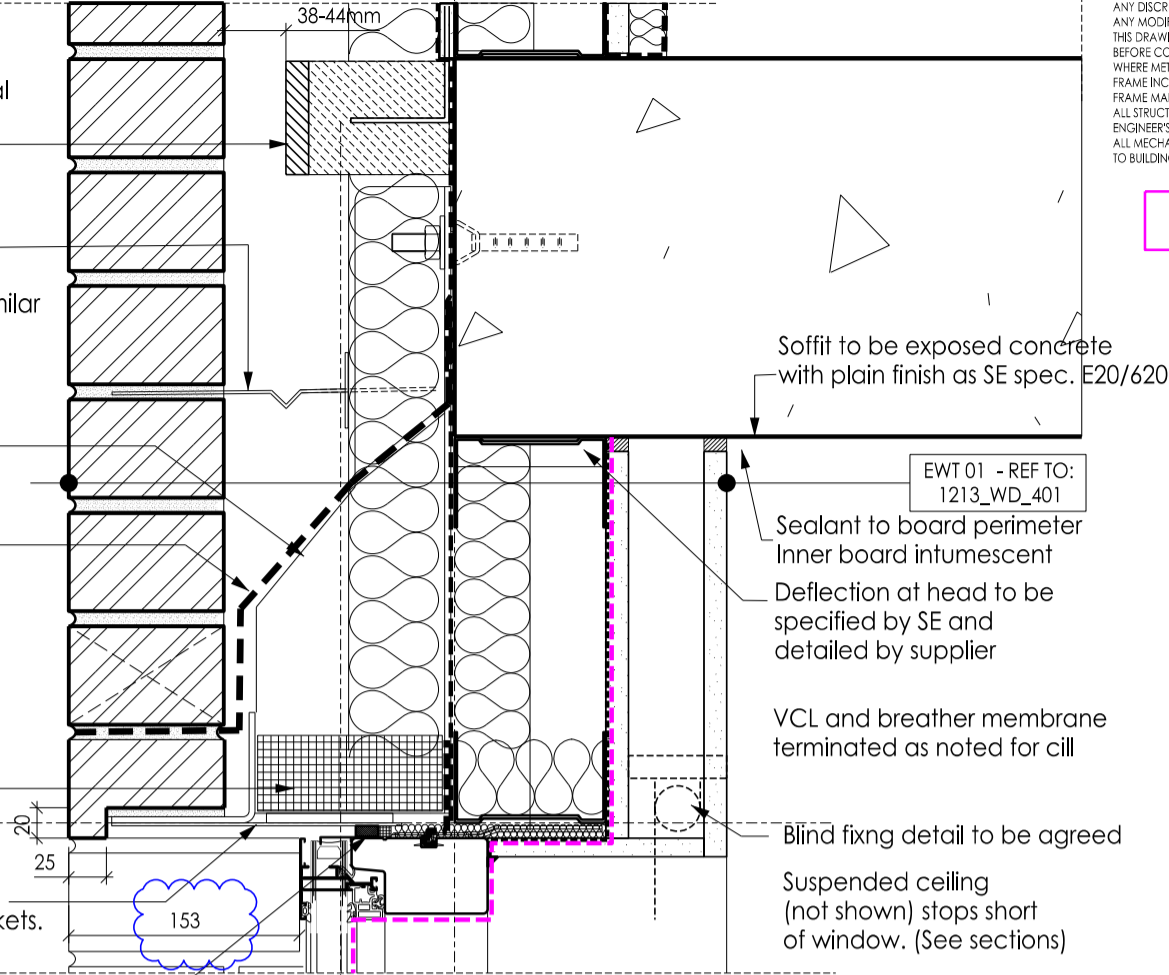 38-44mm
al
nilar
20
25
kets.
153
ANY DISCR
ANY MODIF
THIS DRAW
BEFORE CO
WHERE MET
FRAME INC
FRAME MA
ALL STRUCT
ENGINEER'S
ALL MECHA
TO BUILDING
Soffit to be exposed concrete
with plain finish as SE spec. E20/620
EWT 01 - REF TO:
1213_WD_401
Sealant to board perimeter
Inner board intumescent
Deflection at head to be
specified by SE and
detailed by supplier
VCL and breather membrane
terminated as noted for cill
Blind fixng detail to be agreed
Suspended ceiling
(not shown) stops short
of window. (See sections)